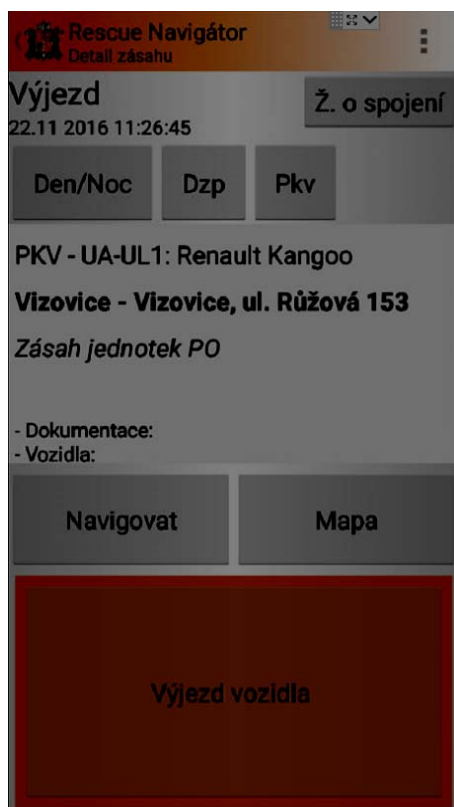 Rescue Navigátor
Detail zásahu
Výjezd
22.11 2016 11:26:45
Ž. o spojení
Den/Noc
Dzp
Pkv
PKV - UA-UL1: Renault Kangoo
Vizovice - Vizovice, ul. Růžová 153
Zásah jednotek PO
- Dokumentace:
- Vozidla:
Navigovat
Mapa
Výjezd vozidla